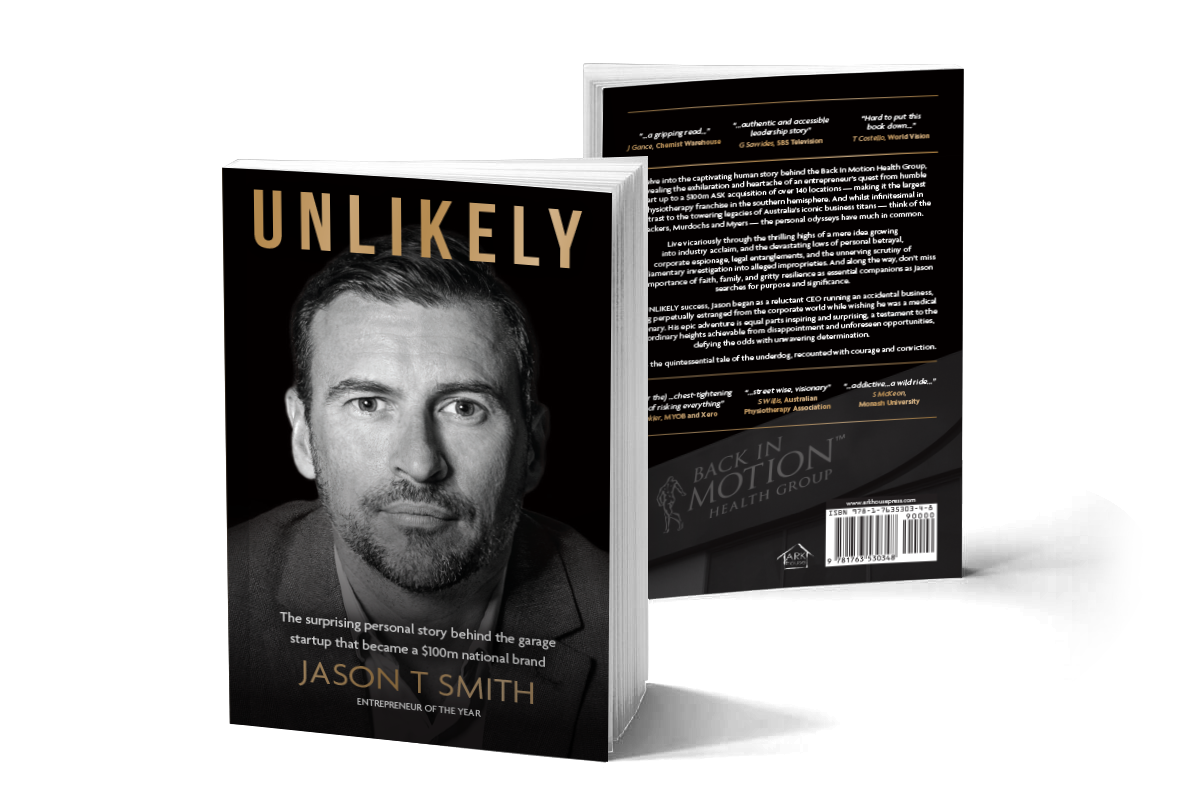 UNLIKELY
The surprising personal story behind the garage
startup that became a $100m national brand
JASON T SMITH
ENTREPRENEUR OF THE YEAR
"...a gripping read..."
J Gance, Chemist Warehouse
"...authentic and accessible
leadership story"
G Savvides, SBS Television
"Hard to put this
book down..."
T Costello, World Vision
into the captivating human story behind the Back In Motion Health Group,
the exhilaration and heartache of an entrepreneur's quest from humble
up to a $100m ASX acquisition of over 140 locations — making it the largest
franchise in the southern hemisphere. And whilst infinitesimal in
to the towering legacies of Australia's iconic business titans — think of the
Murdochs and Myers — the personal odysseys have much in common.
Live vicariously through the thrilling highs of a mere idea growing
into industry acclaim, and the devastating lows of personal betrayal,
corporate espionage, legal entanglements, and the unnerving scrutiny of
investigation into alleged improprieties. And along the way, don't miss
of faith, family, and gritty resilience as essential companions as Jason
searches for purpose and significance.
UNLIKELY success, Jason began as a reluctant CEO running an accidental business,
perpetually estranged from the corporate world while wishing he was a medical
His epic adventure is equal parts inspiring and surprising, a testament to the
heights achievable from disappointment and unforeseen opportunities,
defying the odds with unwavering determination.
the quintessential tale of the underdog, recounted with courage and conviction.
the) ...chest-tightening
of risking everything"
MYOB and Xero
"...street wise, visionary"
S Willis, Australian
Physiotherapy Association
"...addictive...a wild ride..."
S McKeon,
Monash University
BACK IN
MOTION™
HEALTH GROUP
www.arkhousepress.com
ISBN 978-1-7635303-4-8
90000
9 781763 530348
ARK